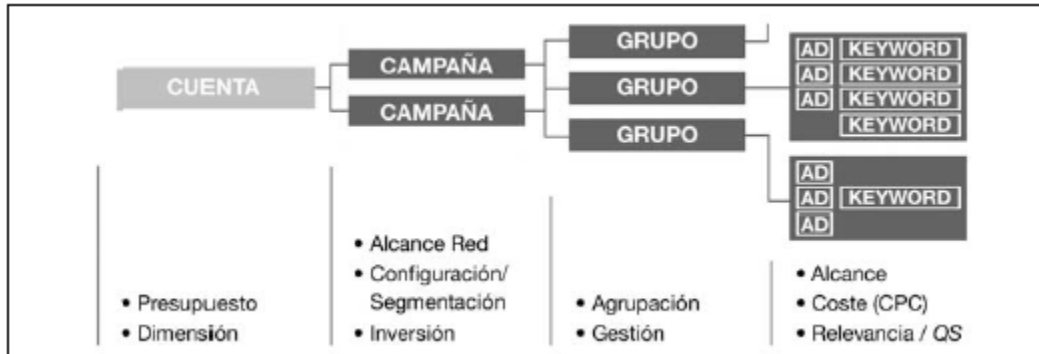 CUENTA
CAMPAÑA
CAMPAÑA
GRUPO
GRUPO
GRUPO
AD KEYWORD
AD KEYWORD
AD KEYWORD
KEYWORD
AD
AD KEYWORD
AD
• Presupuesto
• Dimensión
• Alcance Red
• Configuración/
Segmentación
• Inversión
• Agrupación
• Gestión
• Alcance
• Coste (CPC)
• Relevancia / QS